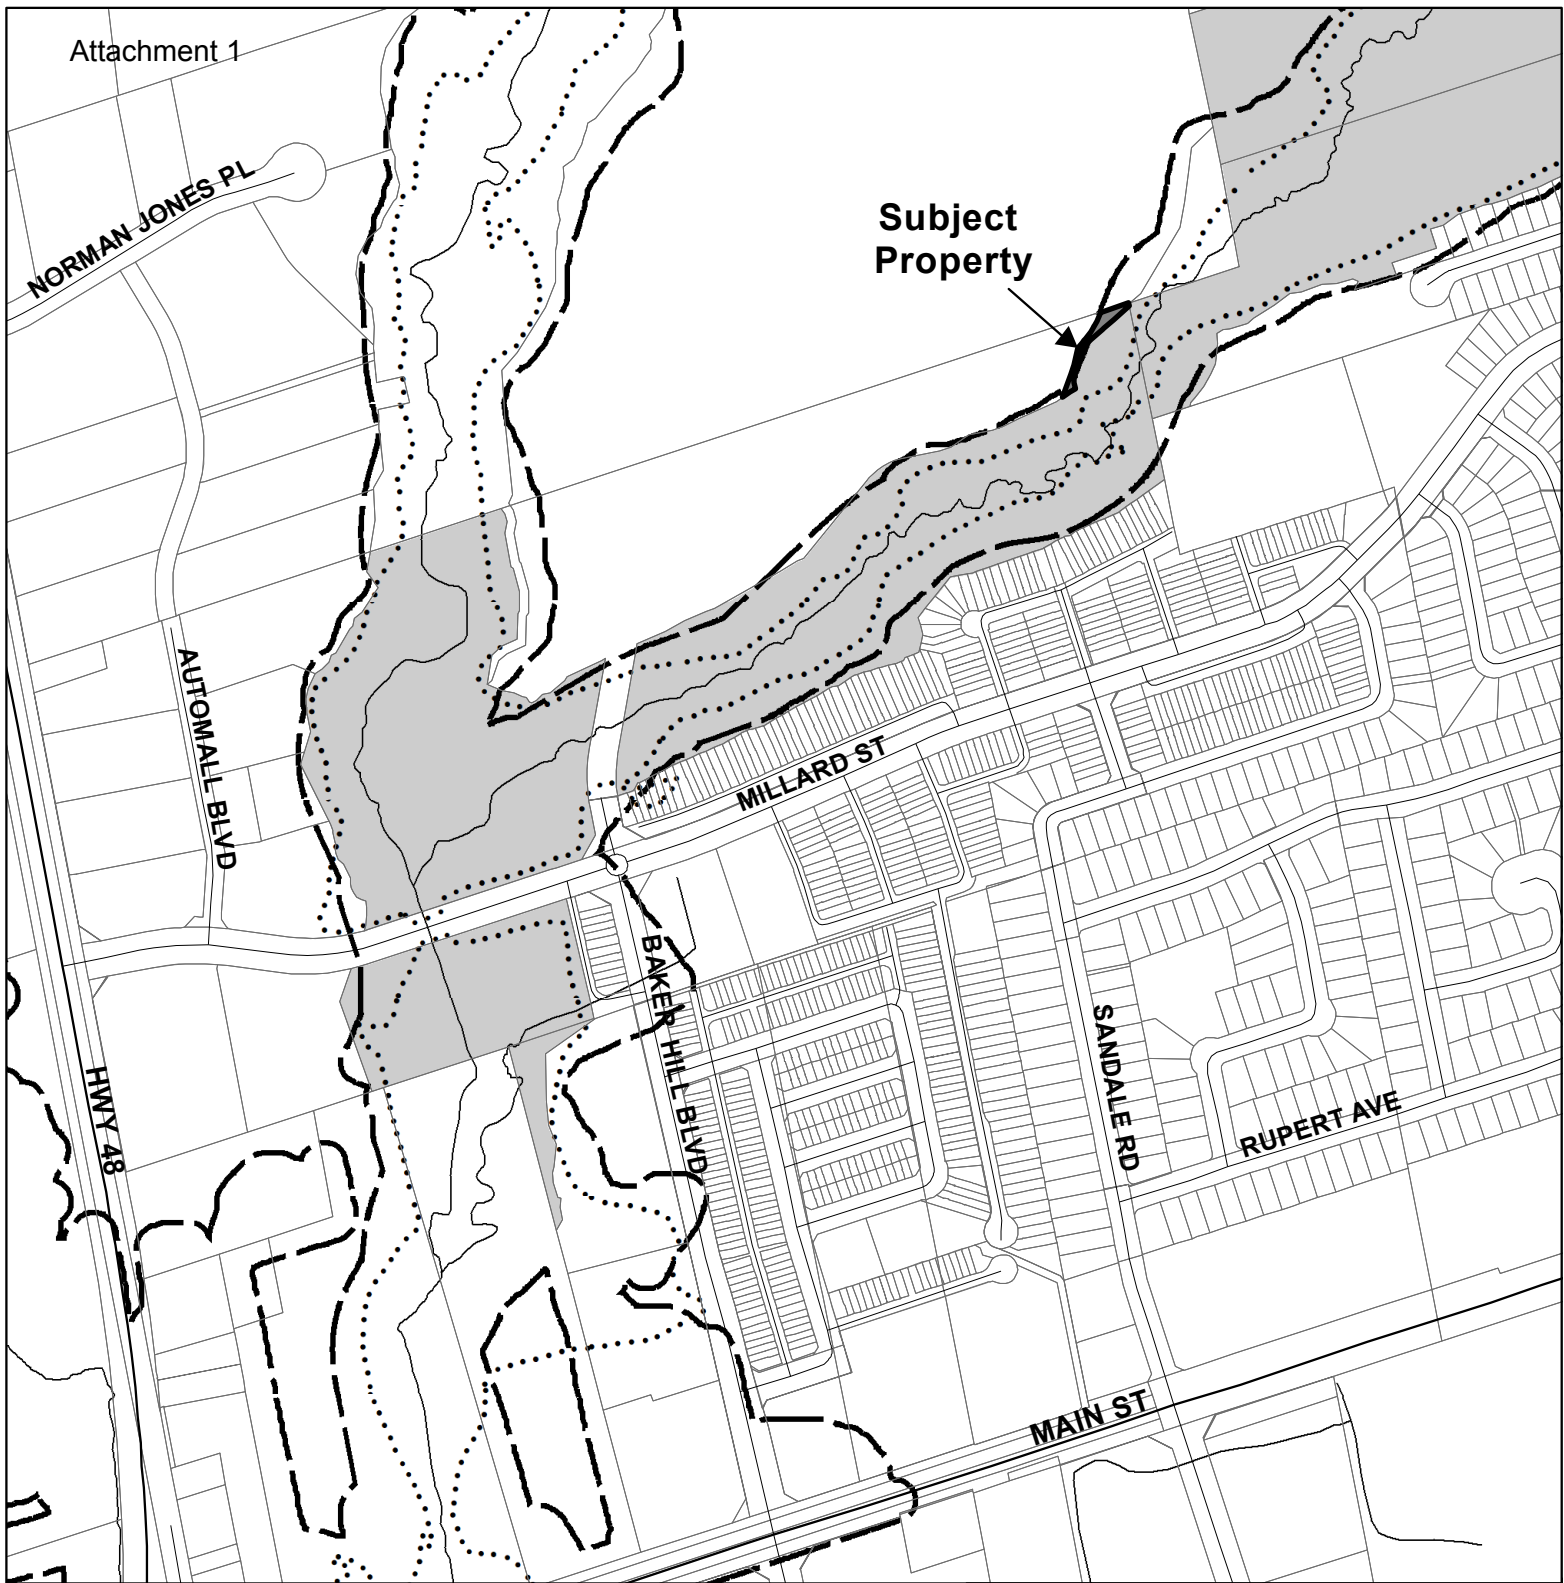 Attachment 1
NORMAN JONES PL
Subject
Property
AUTOMALL BLVD
MILLARD ST
BAKER HILL BLVD
SANDALE RD
HWY 48
RUPERT AVE
MAIN ST